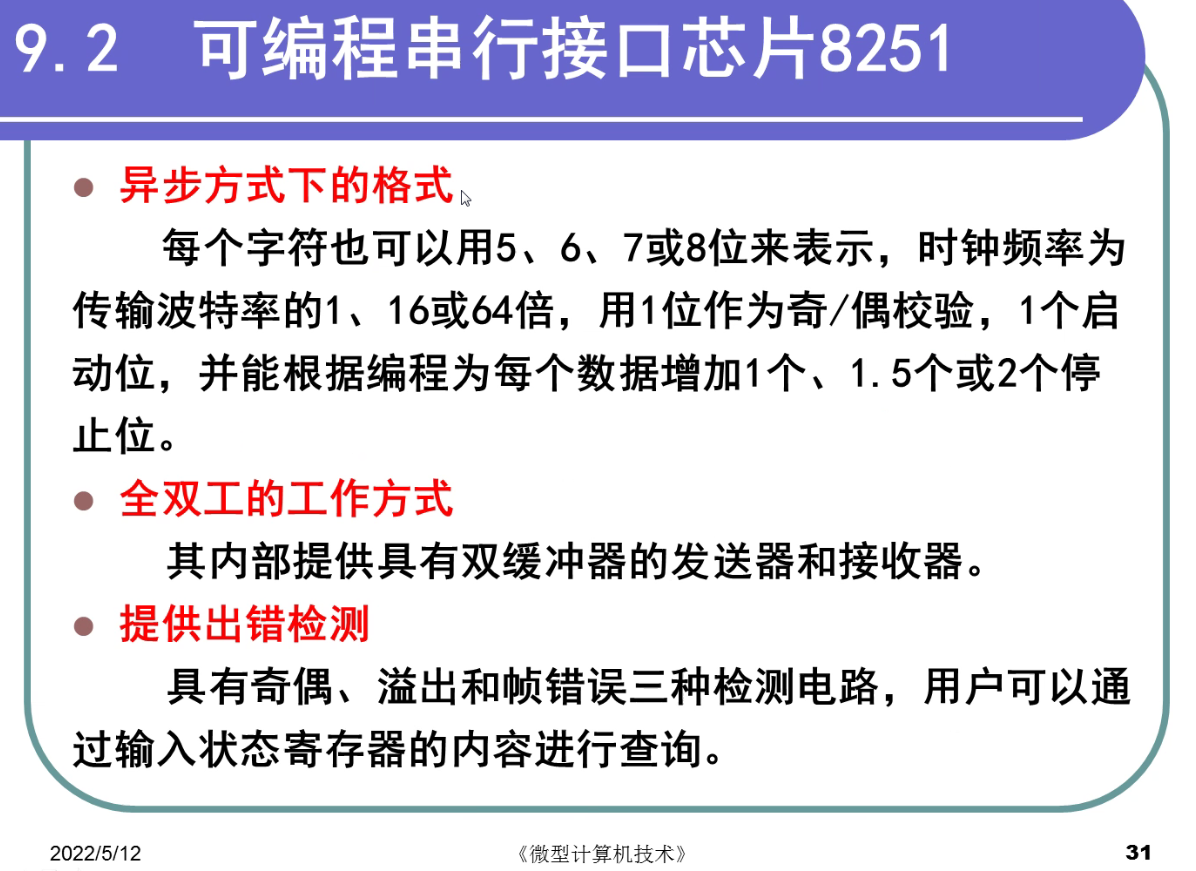 9.2 可编程串行接口芯片8251
异步方式下的格式
每个字符也可以用5、6、7或8位来表示，时钟频率为
传输波特率的1、16或64倍，用1位作为奇/偶校验，1个启
动位，并能根据编程为每个数据增加1个、1.5个或2个停
止位。
全双工的工作方式
其内部提供具有双缓冲器的发送器和接收器。
提供出错检测
具有奇偶、溢出和帧错误三种检测电路，用户可以通
过输入状态寄存器的内容进行查询。
2022/5/12 《微型计算机技术》 31